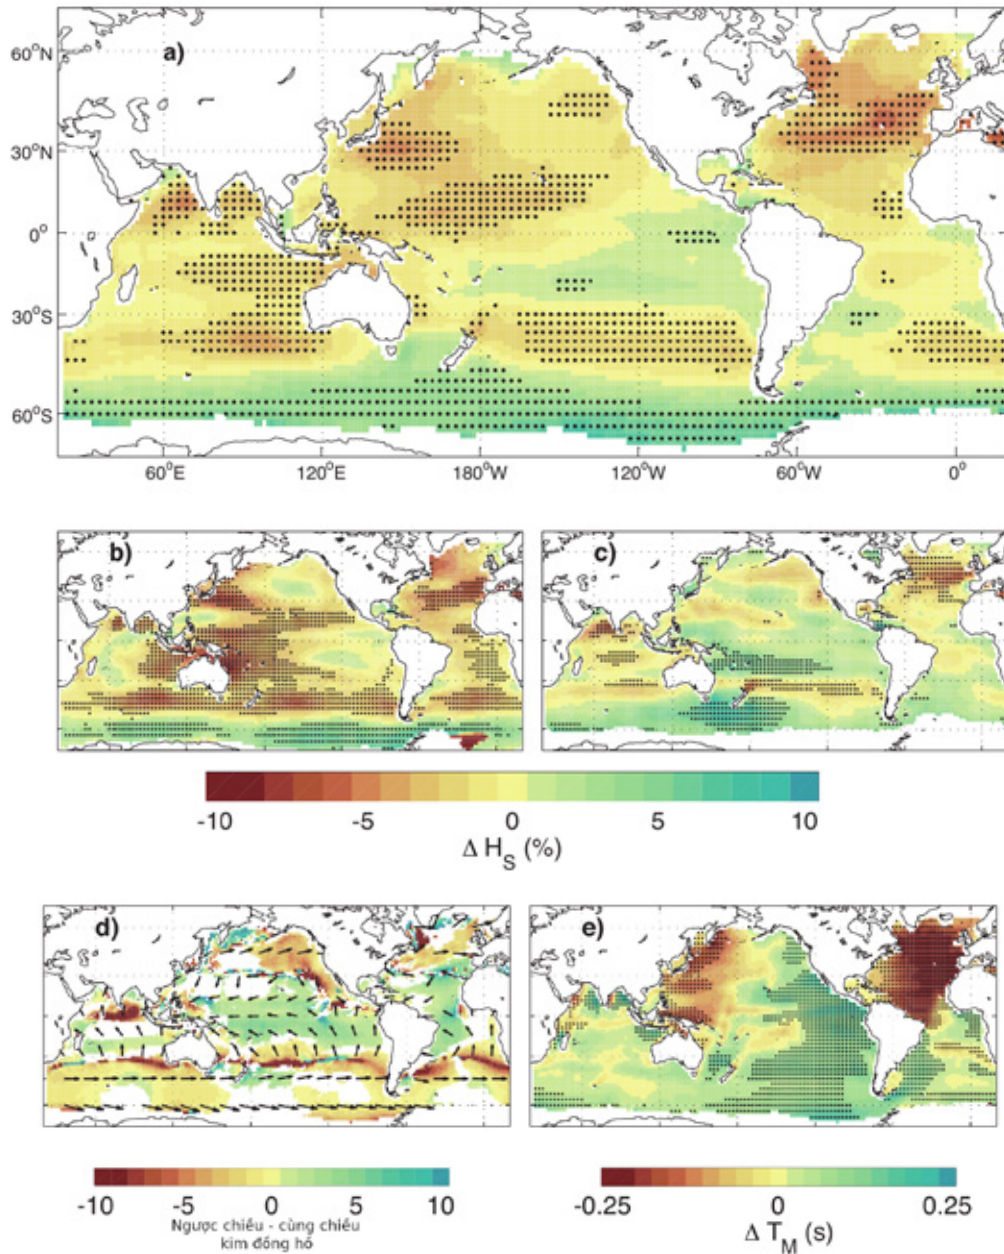 a)
60°N
30°N
0°
30°S
60°S
60°E
120°E
180°W
120°W
60°W
0°
b)
c)
-10
-5
0
5
10
Δ H_S (%)
d)
e)
-10
-5
0
5
10
Ngược chiều - cùng chiều
kim đồng hồ
-0.25
0
0.25
Δ T_M (s)